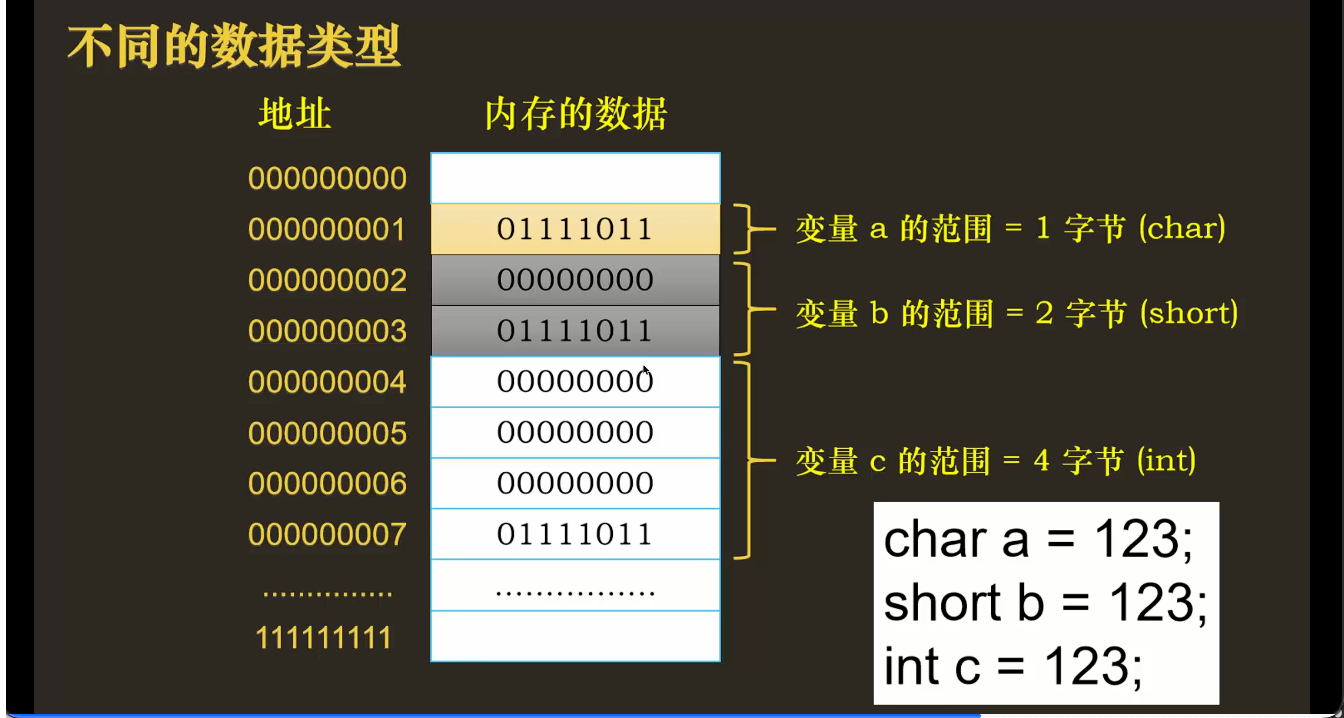 不同的数据类型
地址 内存的数据
000000000
000000001 01111011 变量 a 的范围 = 1 字节 (char)
000000002 00000000
变量 b 的范围 = 2 字节 (short)
000000003 01111011
000000004 00000000
000000005 00000000
变量 c 的范围 = 4 字节 (int)
000000006 00000000
000000007 01111011
............... ................
111111111
char a = 123;
short b = 123;
int c = 123;